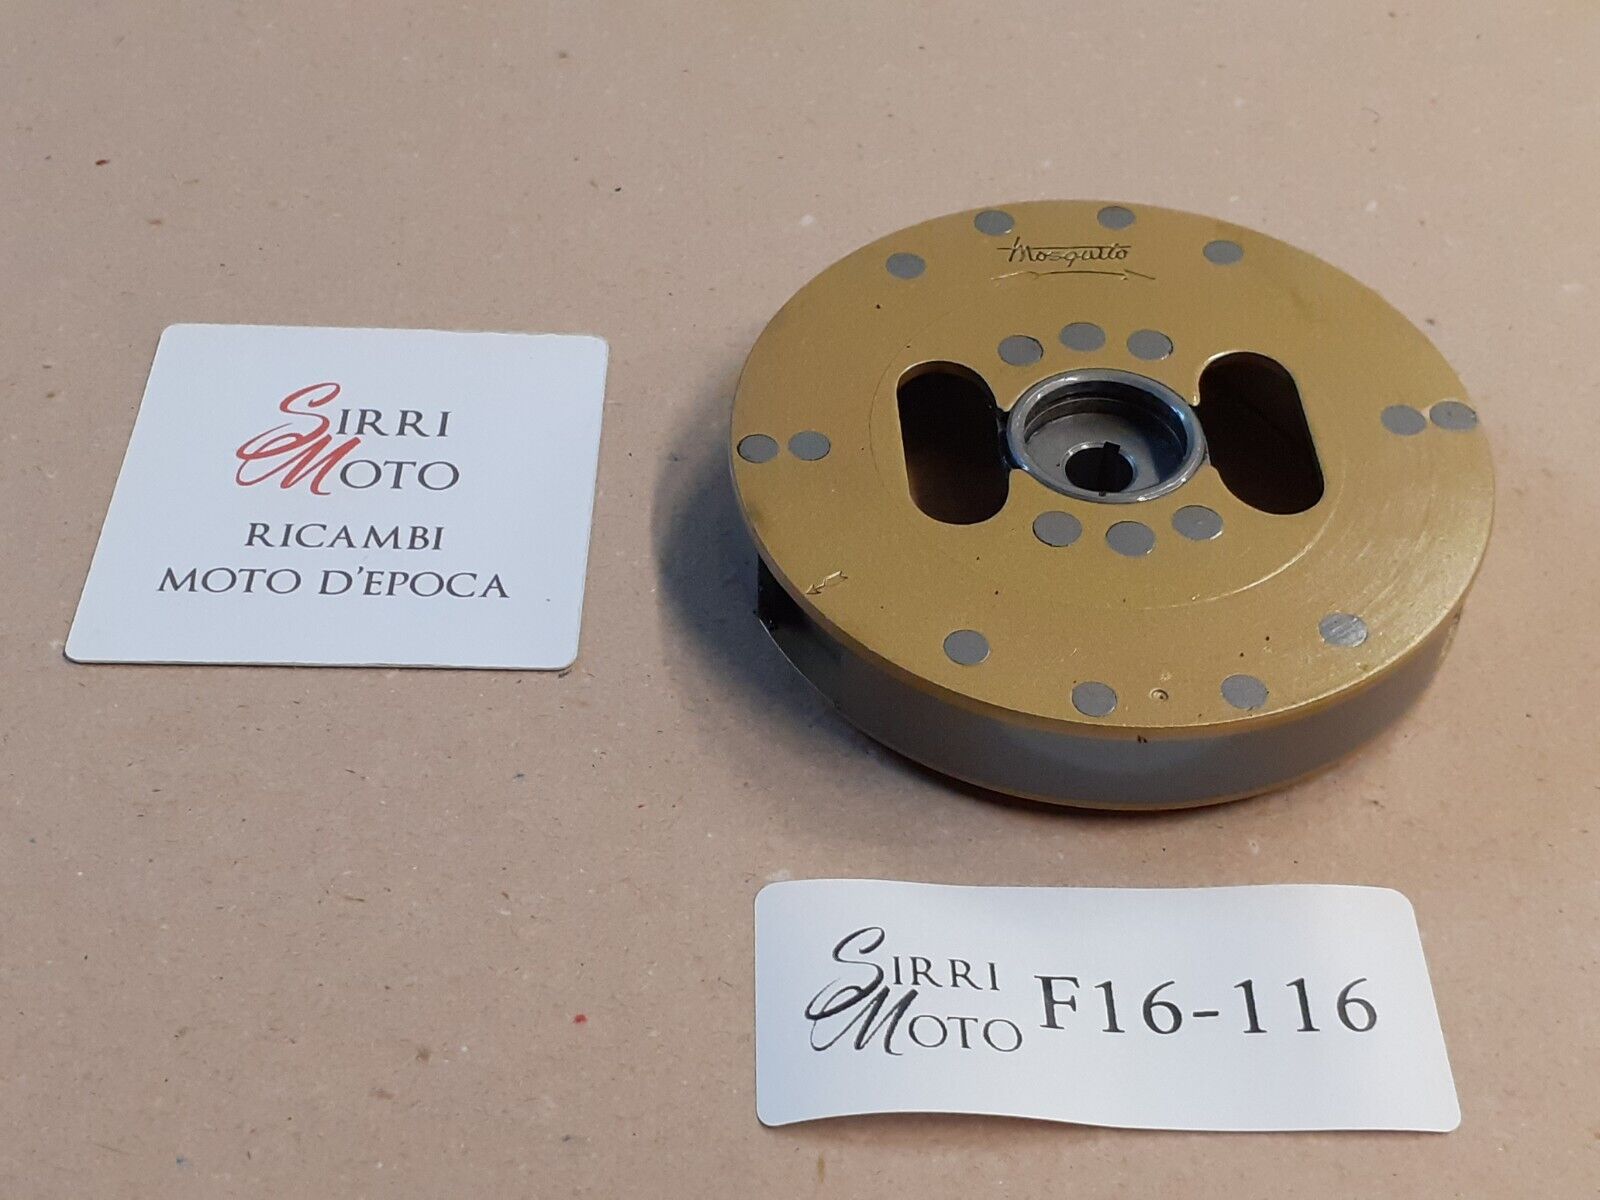 Mosquito
SIRRI
MOTO
RICAMBI
MOTO D'EPOCA
SIRRI
MOTO
F16-116